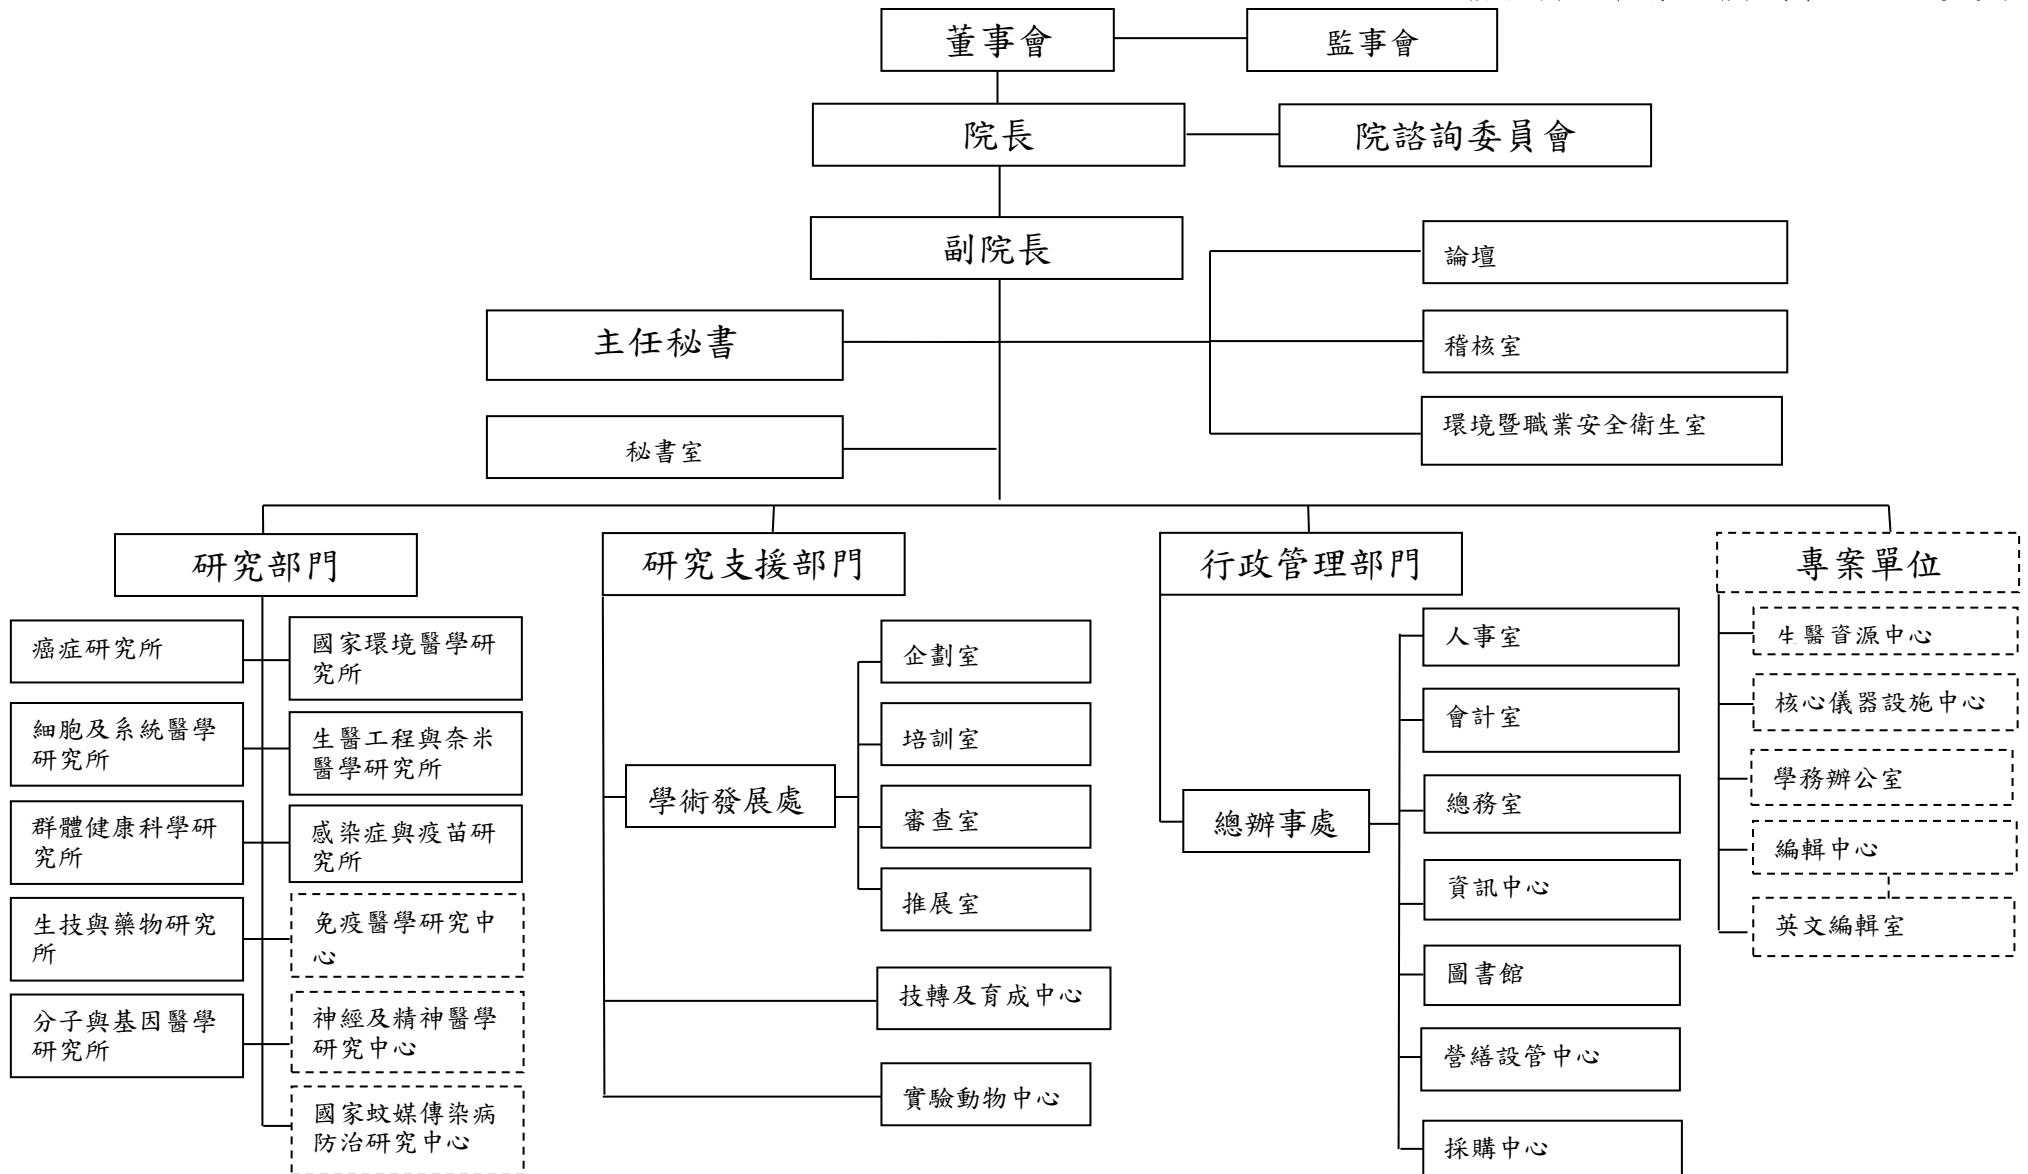 董事會
監事會
院長
院諮詢委員會
副院長
論壇
主任秘書
稽核室
環境暨職業安全衛生室
秘書室
研究部門
癌症研究所
國家環境醫學研
究所
細胞及系統醫學
研究所
生醫工程與奈米
醫學研究所
群體健康科學研
究所
感染症與疫苗研
究所
生技與藥物研究
所
免疫醫學研究中
心
分子與基因醫學
研究所
神經及精神醫學
研究中心
國家蚊媒傳染病
防治研究中心
研究支援部門
學術發展處
企劃室
培訓室
審查室
推展室
技轉及育成中心
實驗動物中心
行政管理部門
總辦事處
人事室
會計室
總務室
資訊中心
圖書館
營繕設管中心
採購中心
專案單位
生醫資源中心
核心儀器設施中心
學務辦公室
編輯中心
英文編輯室